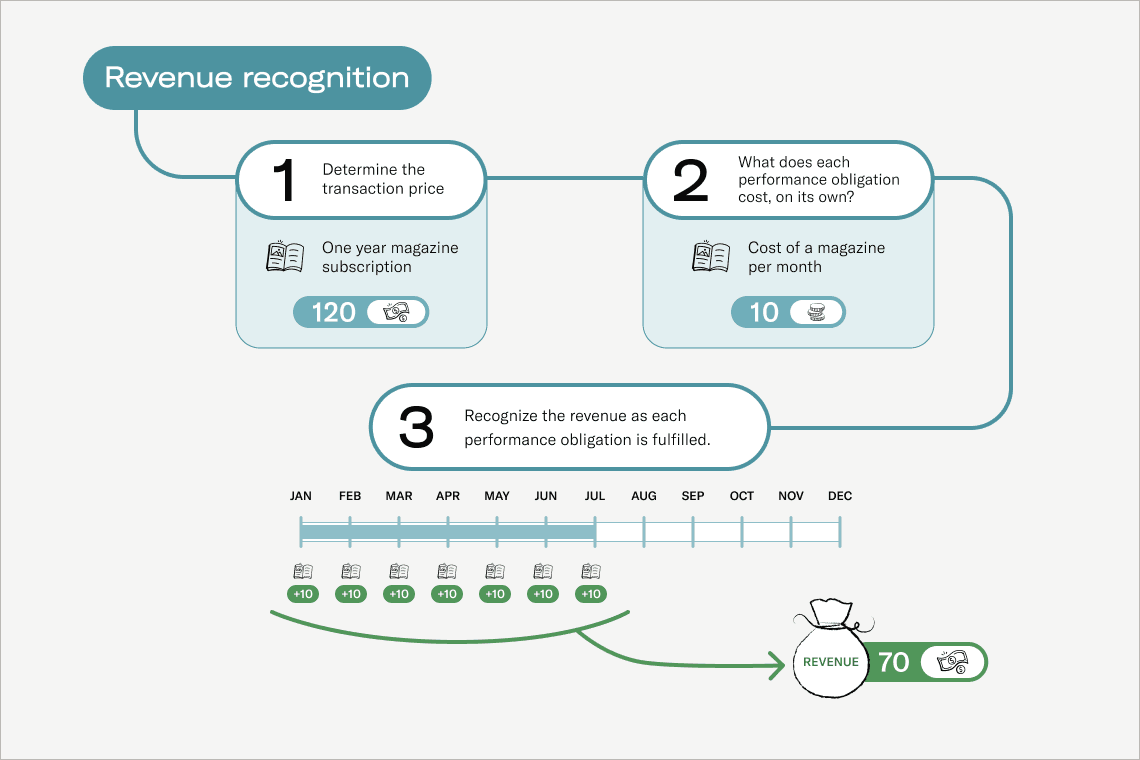 Revenue recognition
1
Determine the
transaction price
One year magazine
subscription
120
2
What does each
performance obligation
cost, on its own?
Cost of a magazine
per month
10
3
Recognize the revenue as each
performance obligation is fulfilled.
JAN FEB MAR APR MAY JUN JUL AUG SEP OCT NOV DEC
+10 +10 +10 +10 +10 +10 +10
REVENUE 70